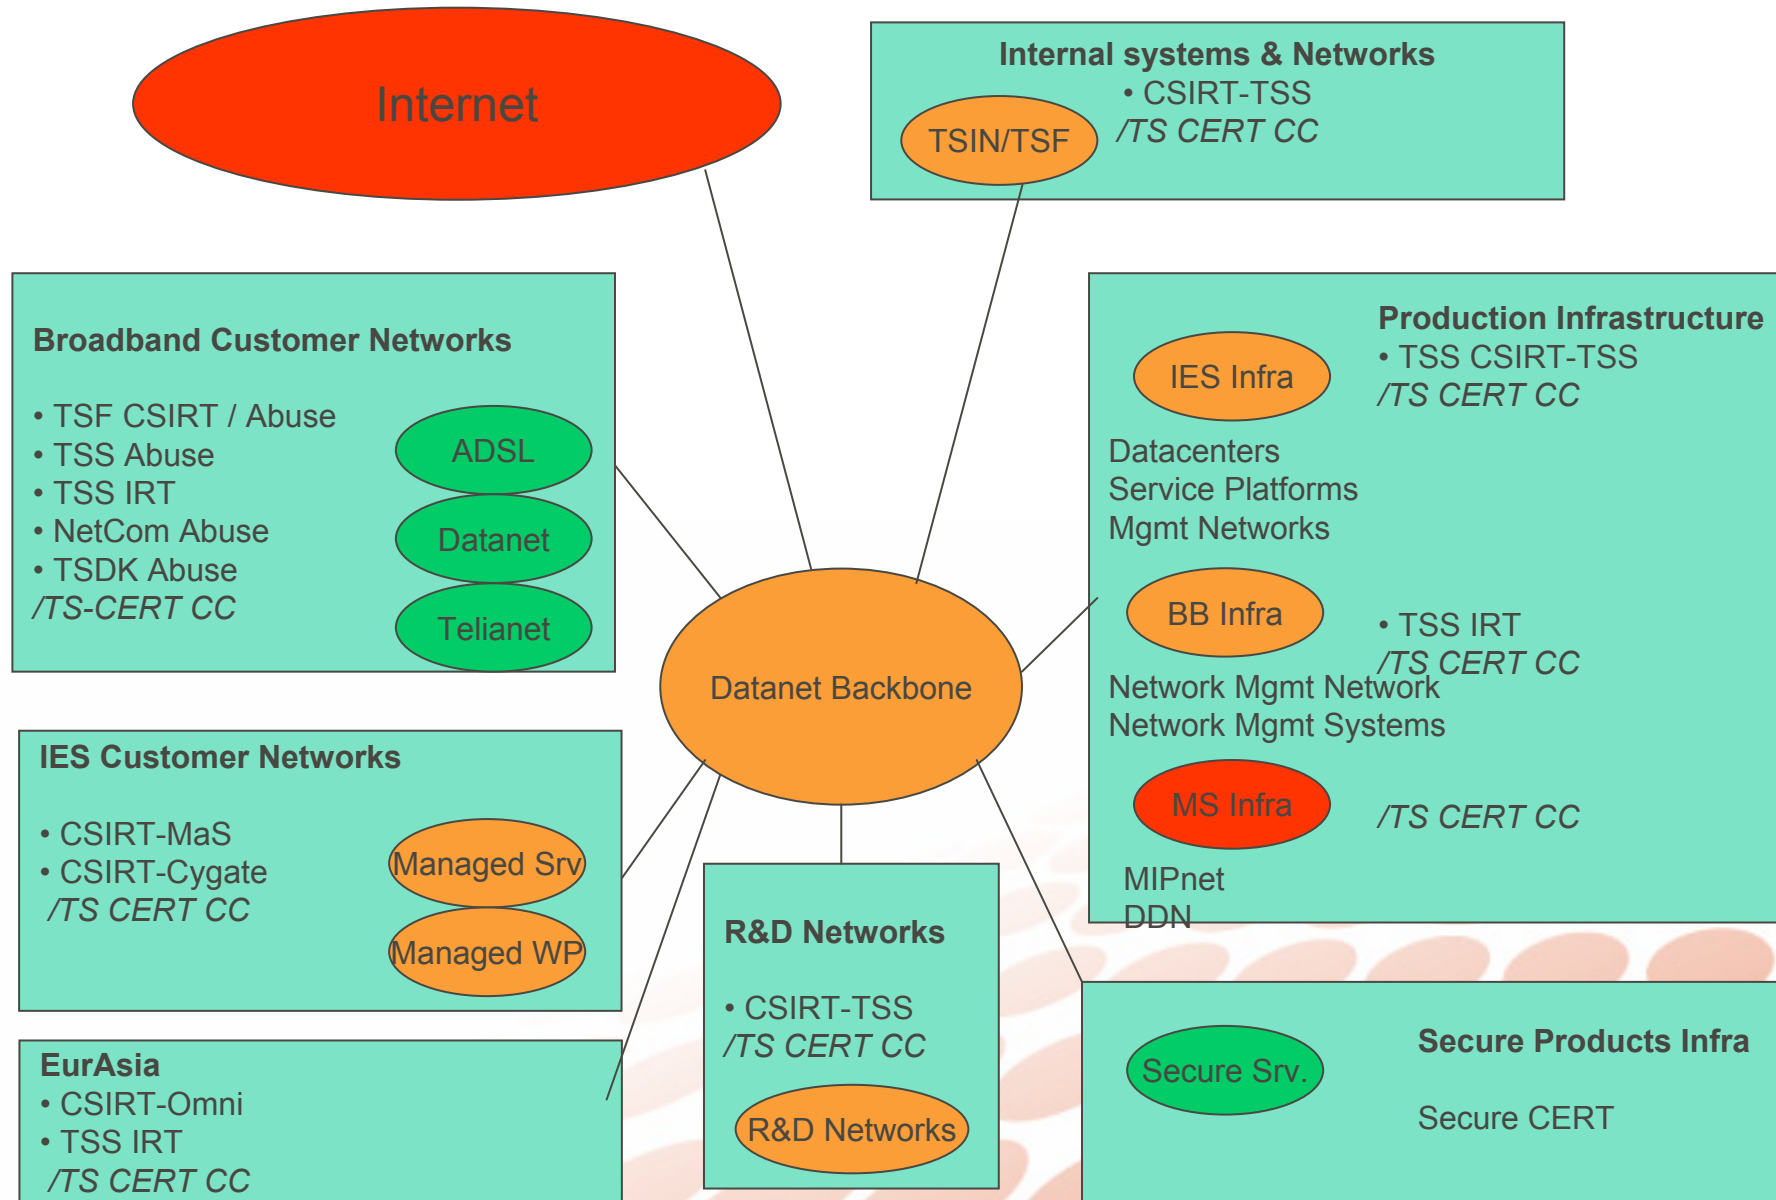 Internet
Internal systems & Networks
• CSIRT-TSS
/TS CERT CC
TSIN/TSF
Broadband Customer Networks
• TSF CSIRT / Abuse
• TSS Abuse
• TSS IRT
• NetCom Abuse
• TSDK Abuse
/TS-CERT CC
ADSL
Datanet
Telianet
Datanet Backbone
Production Infrastructure
• TSS CSIRT-TSS
/TS CERT CC
IES Infra
Datacenters
Service Platforms
Mgmt Networks
BB Infra
• TSS IRT
/TS CERT CC
Network Mgmt Network
Network Mgmt Systems
MS Infra
/TS CERT CC
MIPnet
DDN
IES Customer Networks
• CSIRT-MaS
• CSIRT-Cygate
/TS CERT CC
Managed Srv
Managed WP
R&D Networks
• CSIRT-TSS
/TS CERT CC
R&D Networks
EurAsia
• CSIRT-Omni
• TSS IRT
/TS CERT CC
Secure Products Infra
Secure Srv.
Secure CERT